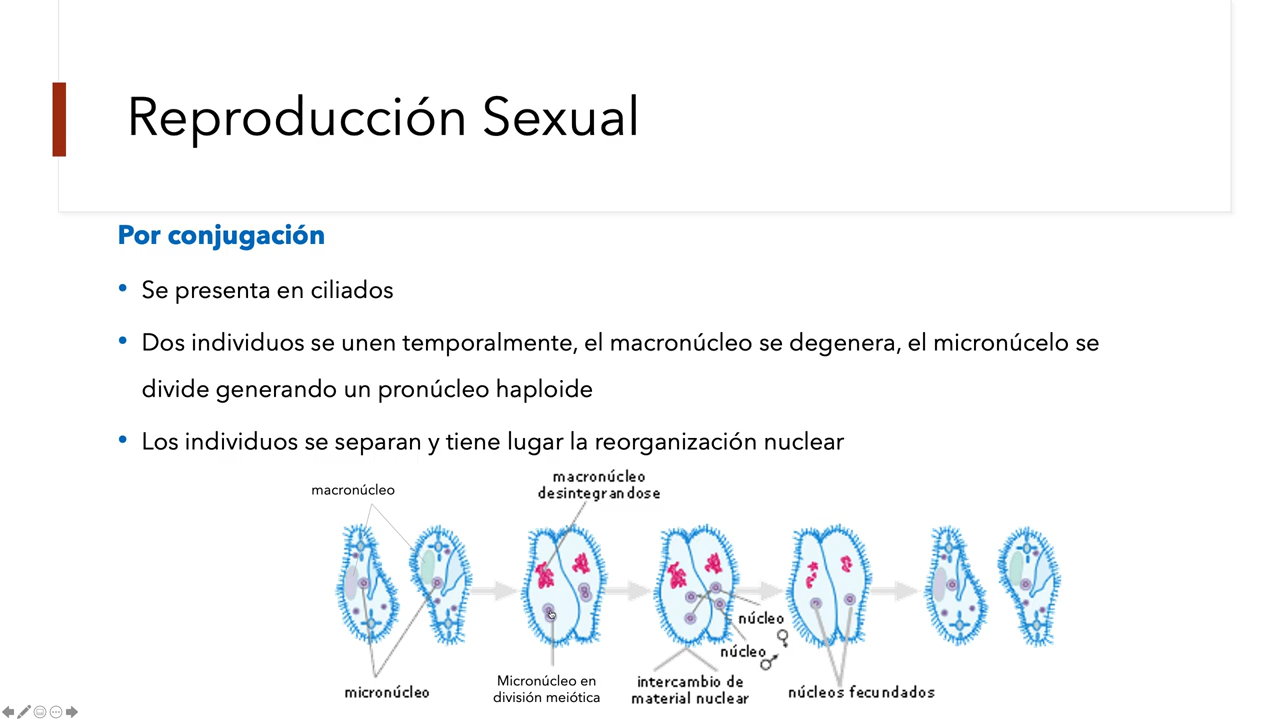 Reproducción Sexual
Por conjugación
• Se presenta en ciliados
• Dos individuos se unen temporalmente, el macronúcleo se degenera, el micronúcelo se
divide generando un pronúcleo haploide
• Los individuos se separan y tiene lugar la reorganización nuclear
macronúcleo
macronúcleo
desintegrandose
micronúcleo
Micronúcleo en
división meiótica
intercambio de
material nuclear
núcleo ♀
núcleo ♂
núcleos fecundados